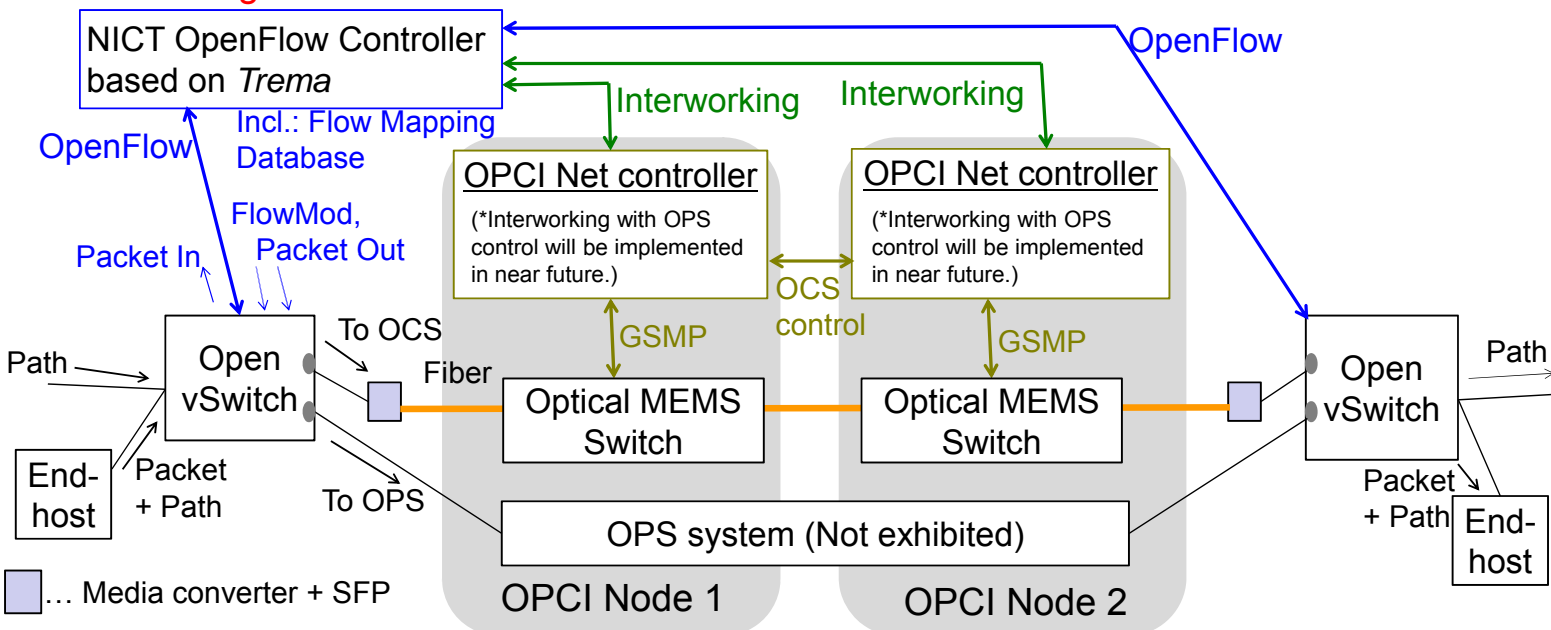 NICT OpenFlow Controller
based on Trema
OpenFlow
Interworking
Interworking
Incl.: Flow Mapping
Database
OpenFlow
OPCI Net controller
(*Interworking with OPS
control will be implemented
in near future.)
OPCI Net controller
(*Interworking with OPS
control will be implemented
in near future.)
FlowMod,
Packet Out
Packet In
OCS
control
GSMP
GSMP
To OCS
Path
Open
vSwitch
Fiber
Optical MEMS
Switch
Optical MEMS
Switch
Open
vSwitch
Path
End-
host
Packet
+ Path
To OPS
OPS system (Not exhibited)
Packet
+ Path
End-
host
… Media converter + SFP
OPCI Node 1
OPCI Node 2